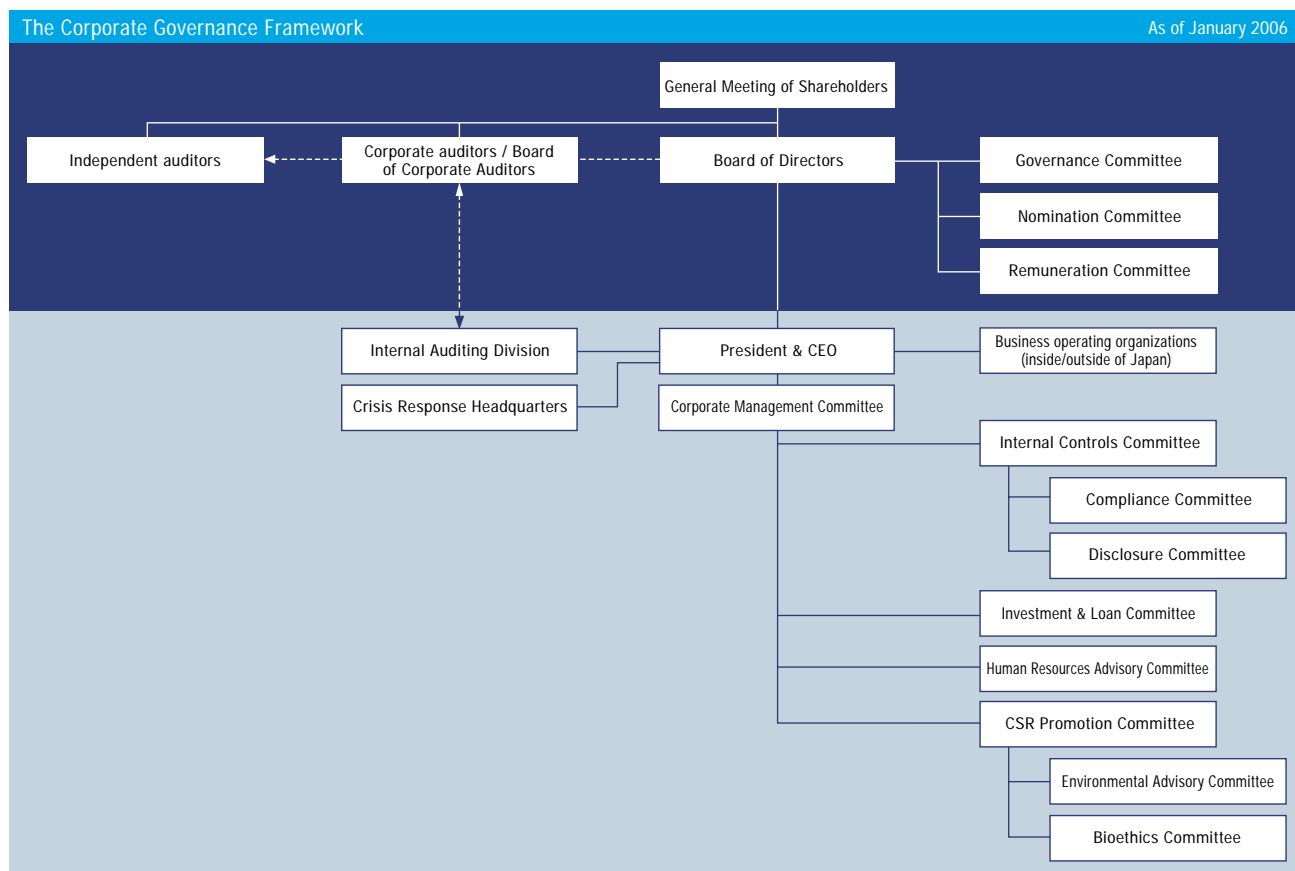 The Corporate Governance Framework
As of January 2006
General Meeting of Shareholders
Independent auditors
Corporate auditors / Board
of Corporate Auditors
Board of Directors
Governance Committee
Nomination Committee
Remuneration Committee
Internal Auditing Division
President & CEO
Business operating organizations
(inside/outside of Japan)
Crisis Response Headquarters
Corporate Management Committee
Internal Controls Committee
Compliance Committee
Disclosure Committee
Investment & Loan Committee
Human Resources Advisory Committee
CSR Promotion Committee
Environmental Advisory Committee
Bioethics Committee